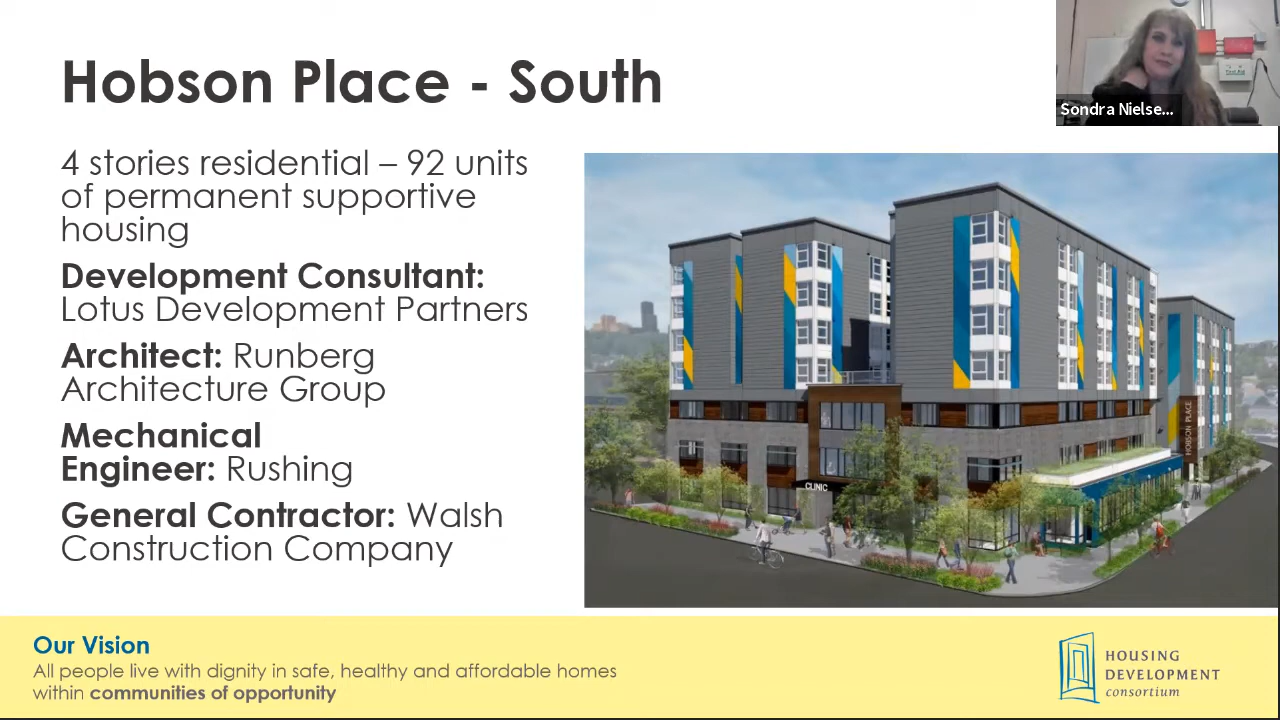 Hobson Place - South
Sondra Nielse...
4 stories residential – 92 units
of permanent supportive
housing
Development Consultant:
Lotus Development Partners
Architect: Runberg
Architecture Group
Mechanical
Engineer: Rushing
General Contractor: Walsh
Construction Company
HOBSON PLACE
CLINIC
Our Vision
All people live with dignity in safe, healthy and affordable homes
within communities of opportunity
HOUSING
DEVELOPMENT
consortium